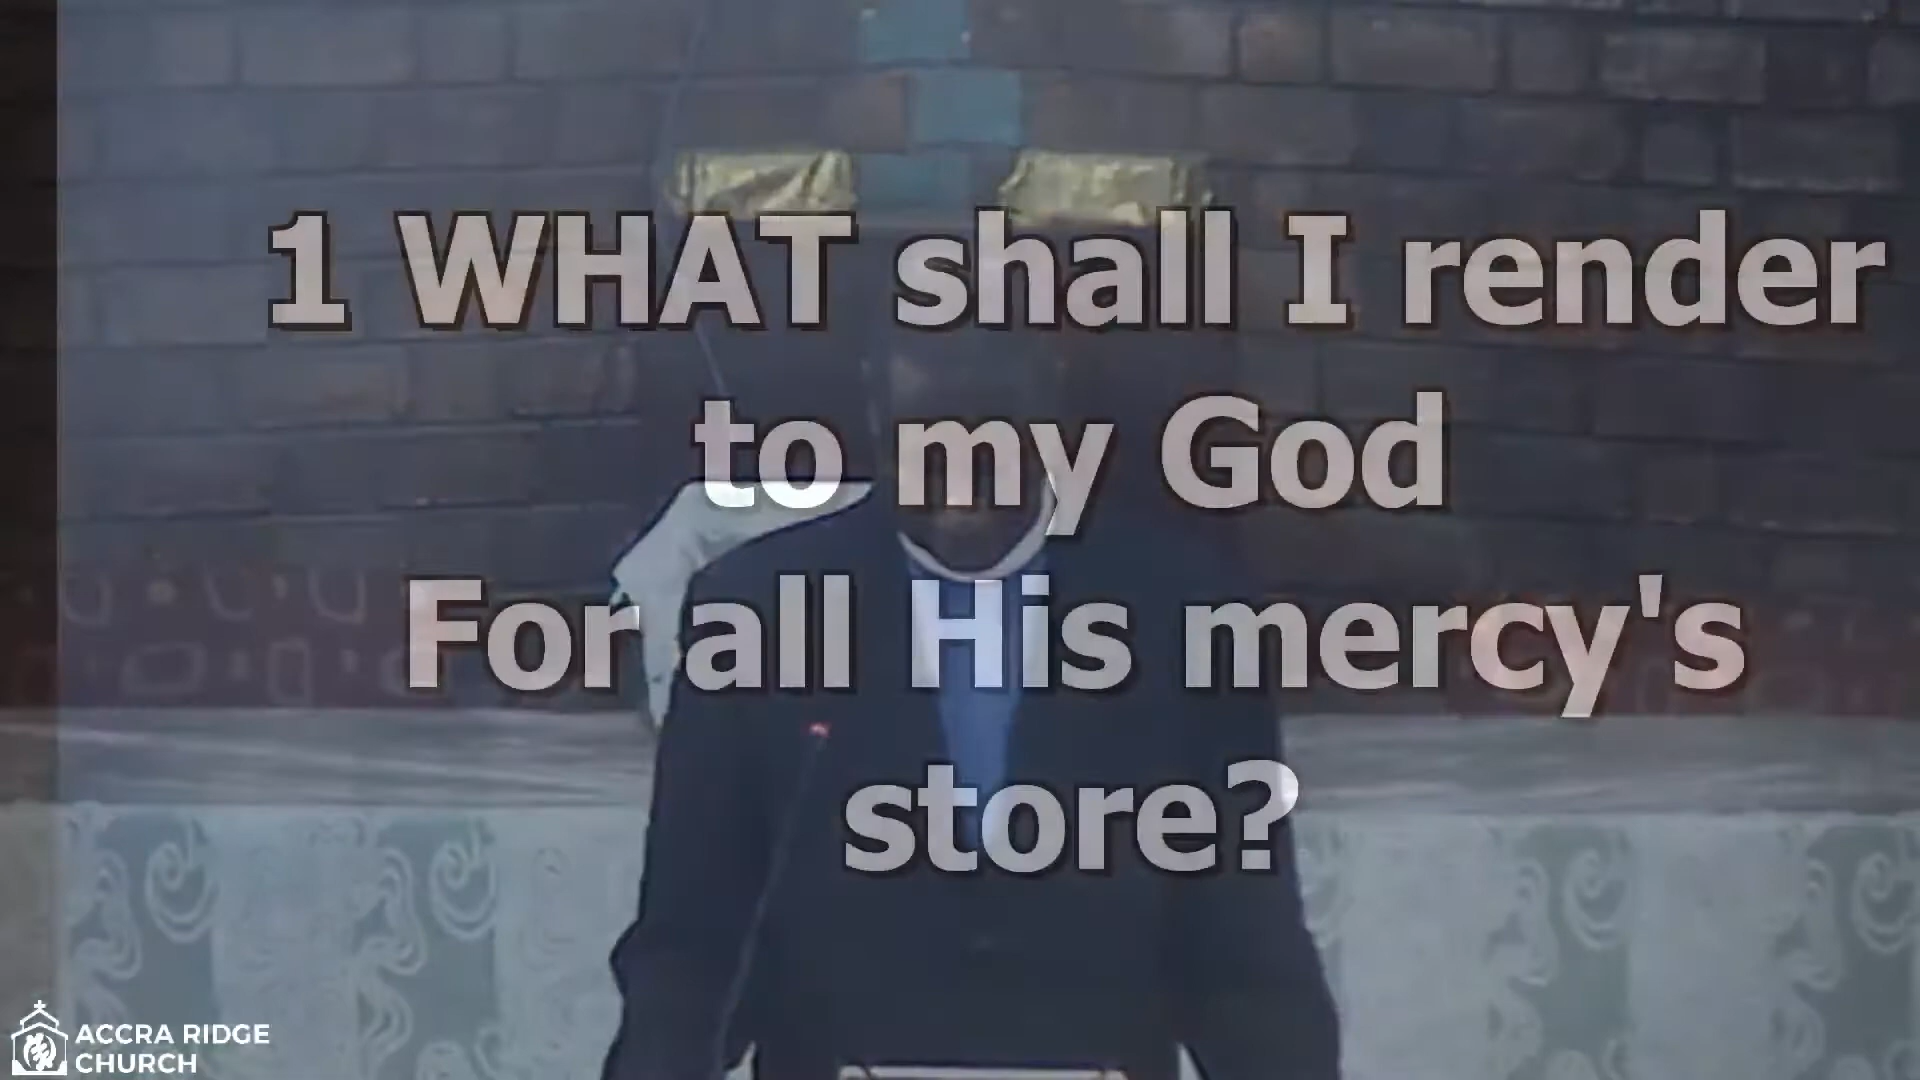 1 WHAT shall I render
to my God
For all His mercy's
store?
ACCRA RIDGE
CHURCH